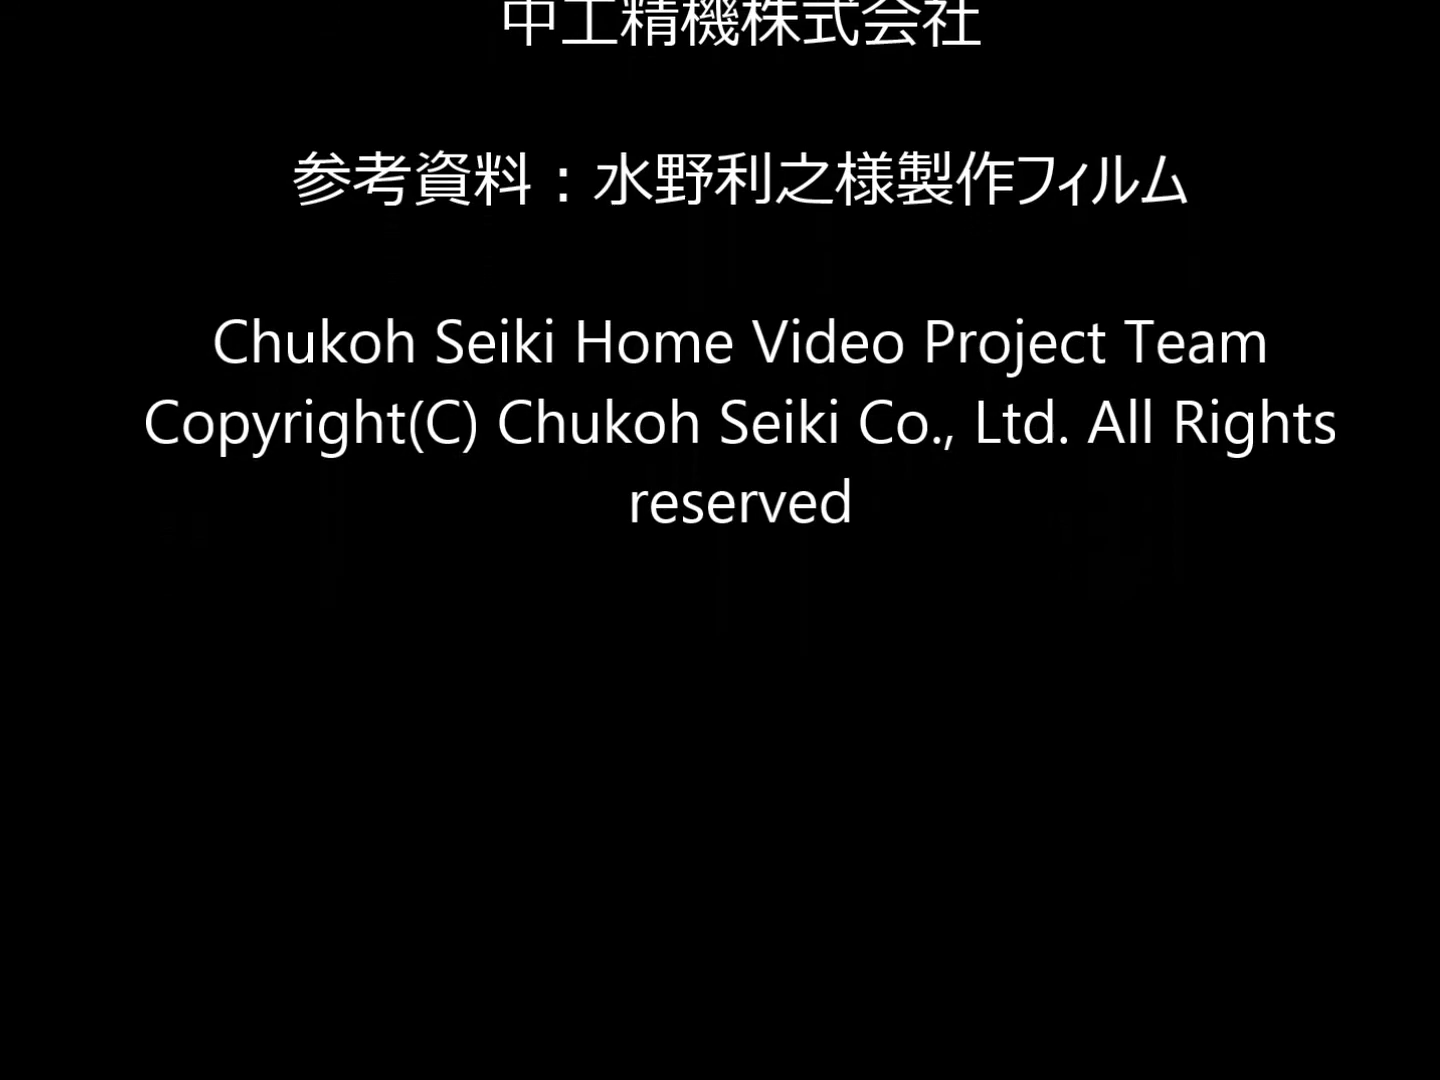 中工精機株式会社
参考資料：水野利之様製作フィルム
Chukoh Seiki Home Video Project Team
Copyright(C) Chukoh Seiki Co., Ltd. All Rights
reserved